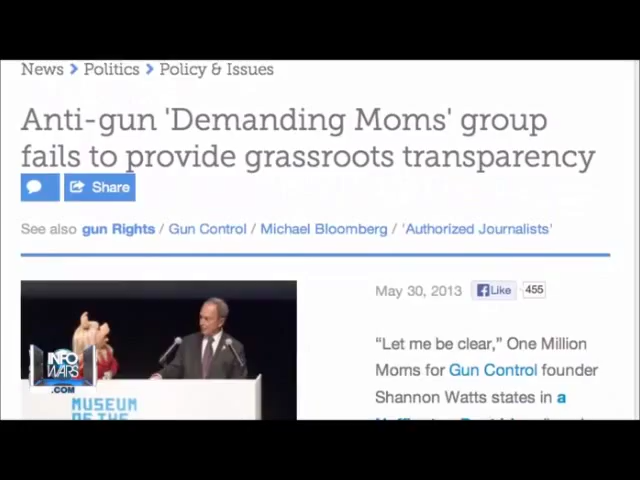 News > Politics > Policy & Issues
Anti-gun 'Demanding Moms' group
fails to provide grassroots transparency
Share
See also gun Rights / Gun Control / Michael Bloomberg / 'Authorized Journalists'
May 30, 2013 Like 455
“Let me be clear,” One Million
Moms for Gun Control founder
Shannon Watts states in a
INFO
WARS
.COM
MUSEUM
OF THE